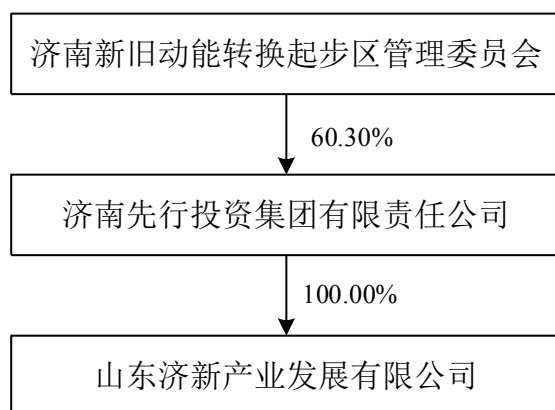 济南新旧动能转换起步区管理委员会
60.30%
济南先行投资集团有限责任公司
100.00%
山东济新产业发展有限公司